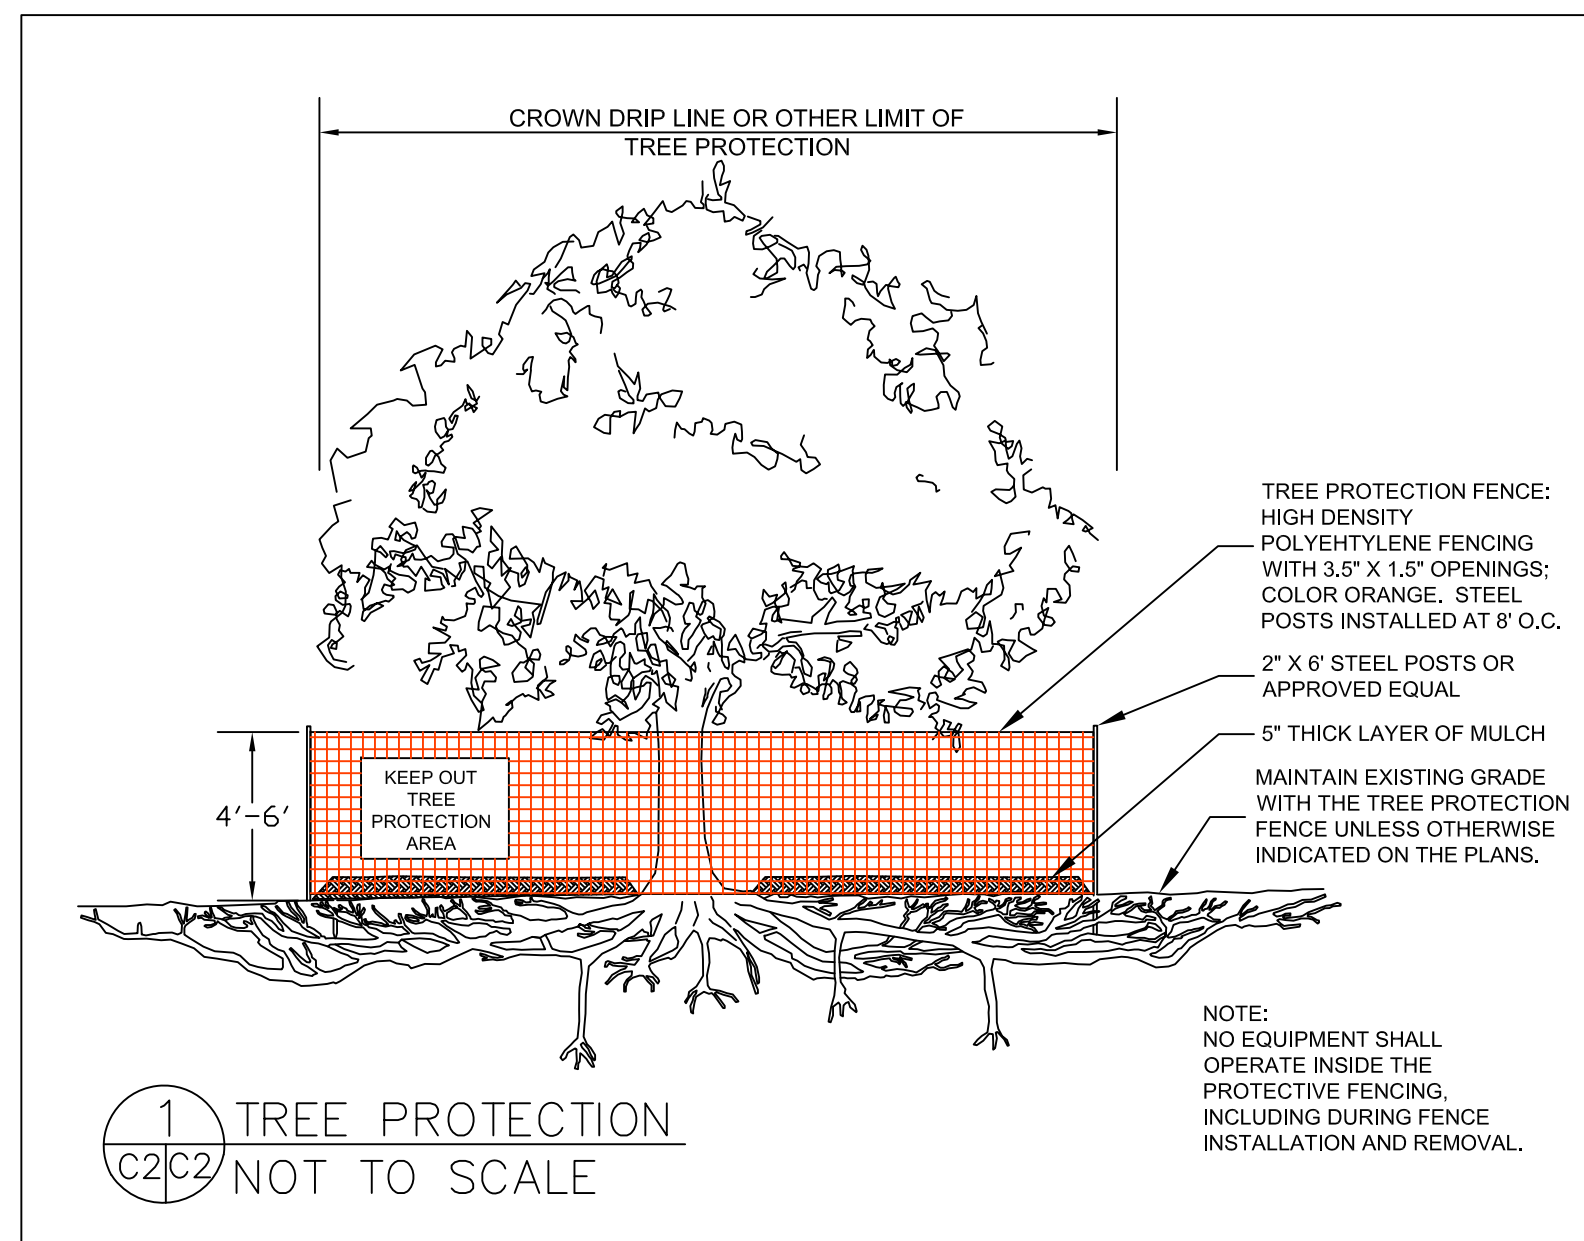 CROWN DRIP LINE OR OTHER LIMIT OF
TREE PROTECTION
TREE PROTECTION FENCE:
HIGH DENSITY
POLYEHTYLENE FENCING
WITH 3.5" X 1.5" OPENINGS;
COLOR ORANGE. STEEL
POSTS INSTALLED AT 8' O.C.
2" X 6' STEEL POSTS OR
APPROVED EQUAL
5" THICK LAYER OF MULCH
MAINTAIN EXISTING GRADE
WITH THE TREE PROTECTION
FENCE UNLESS OTHERWISE
INDICATED ON THE PLANS.
KEEP OUT
TREE
PROTECTION
AREA
4'-6'
NOTE:
NO EQUIPMENT SHALL
OPERATE INSIDE THE
PROTECTIVE FENCING,
INCLUDING DURING FENCE
INSTALLATION AND REMOVAL.
1
C2 C2
TREE PROTECTION
NOT TO SCALE